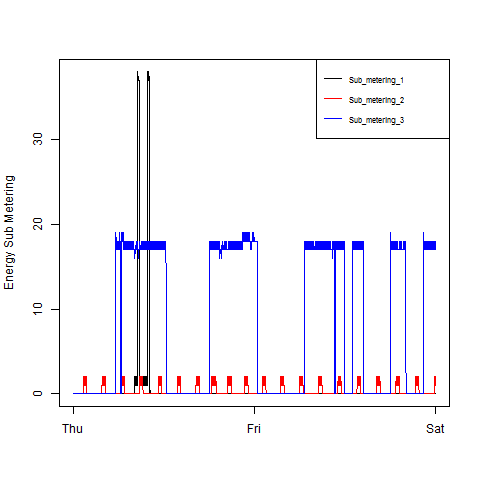 Sub_metering_1
Sub_metering_2
Sub_metering_3
Energy Sub Metering
30
20
10
0
Thu Fri Sat